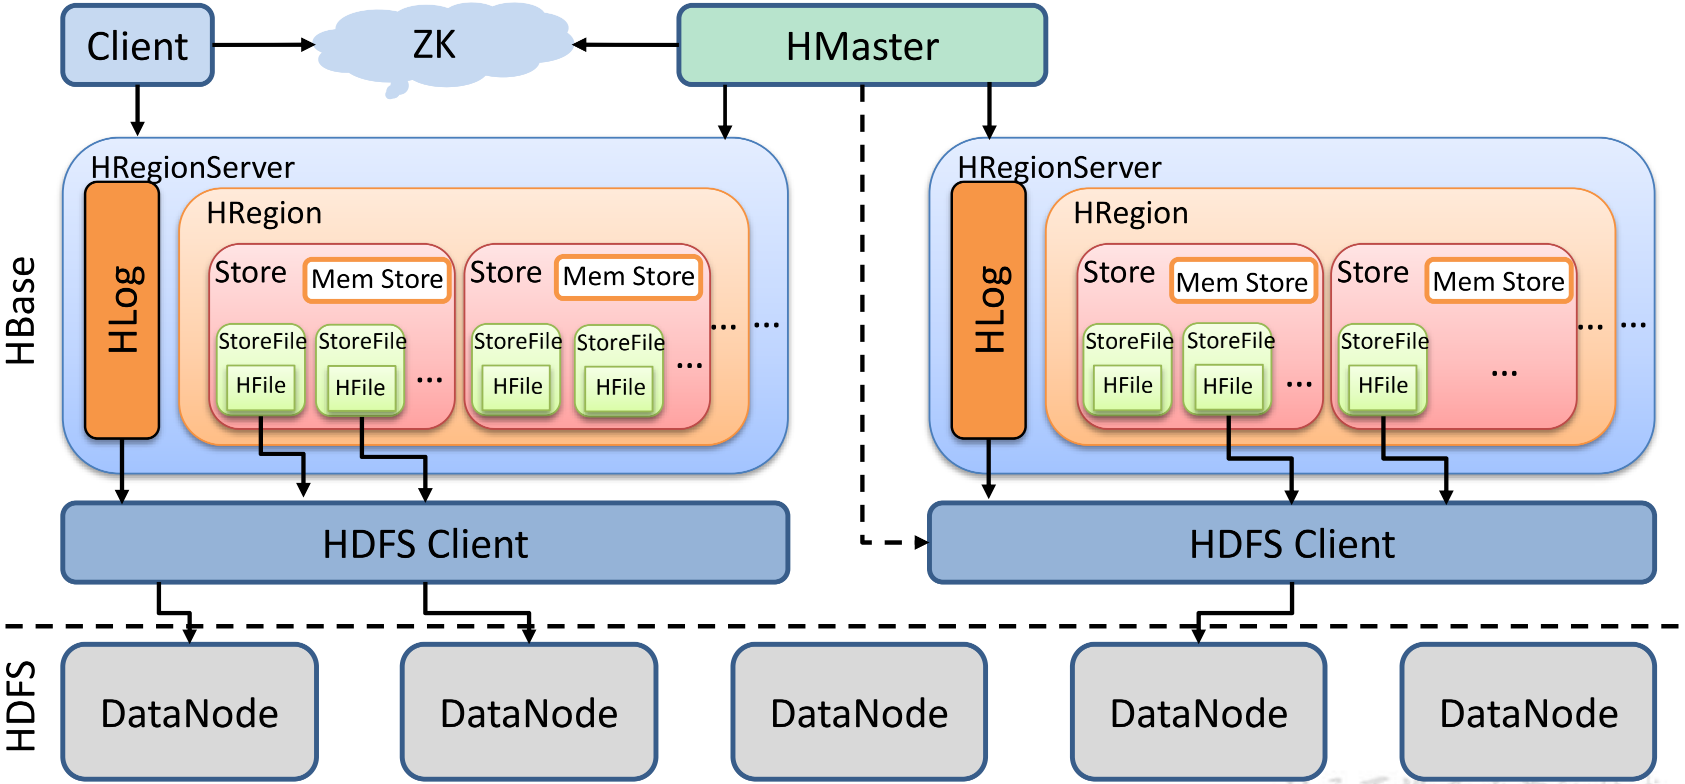 Client
ZK
HMaster
HBase
HRegionServer
HLog
HRegion
Store
Mem Store
StoreFile
HFile
StoreFile
HFile
...
Store
Mem Store
StoreFile
HFile
StoreFile
HFile
...
...
...
HRegionServer
HLog
HRegion
Store
Mem Store
StoreFile
HFile
StoreFile
HFile
...
Store
Mem Store
StoreFile
HFile
...
...
...
HDFS Client
HDFS Client
HDFS
DataNode
DataNode
DataNode
DataNode
DataNode